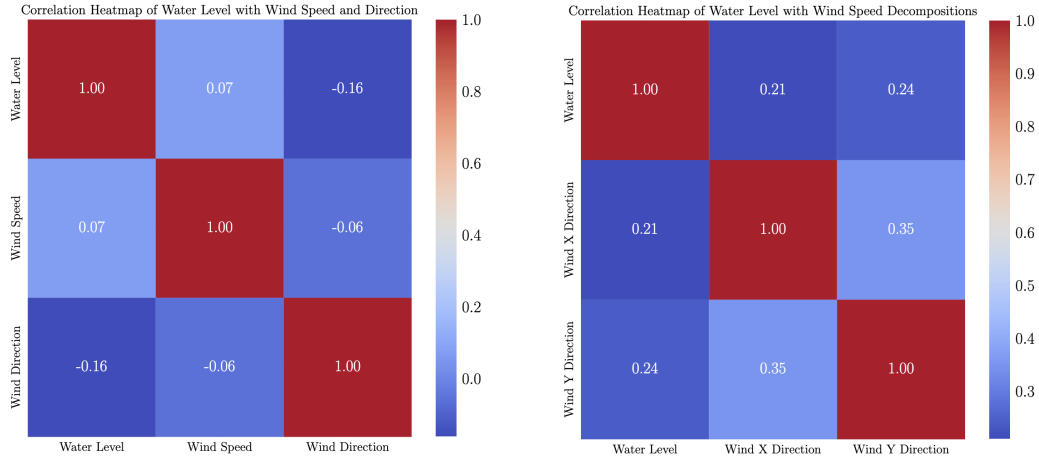 Correlation Heatmap of Water Level with Wind Speed and Direction
Water Level
Wind Speed
Wind Direction
1.00 0.07 -0.16
0.07 1.00 -0.06
-0.16 -0.06 1.00
Water Level Wind Speed Wind Direction
1.0
0.8
0.6
0.4
0.2
0.0
Correlation Heatmap of Water Level with Wind Speed Decompositions
Water Level
Wind X Direction
Wind Y Direction
1.00 0.21 0.24
0.21 1.00 0.35
0.24 0.35 1.00
Water Level Wind X Direction Wind Y Direction
1.0
0.9
0.8
0.7
0.6
0.5
0.4
0.3